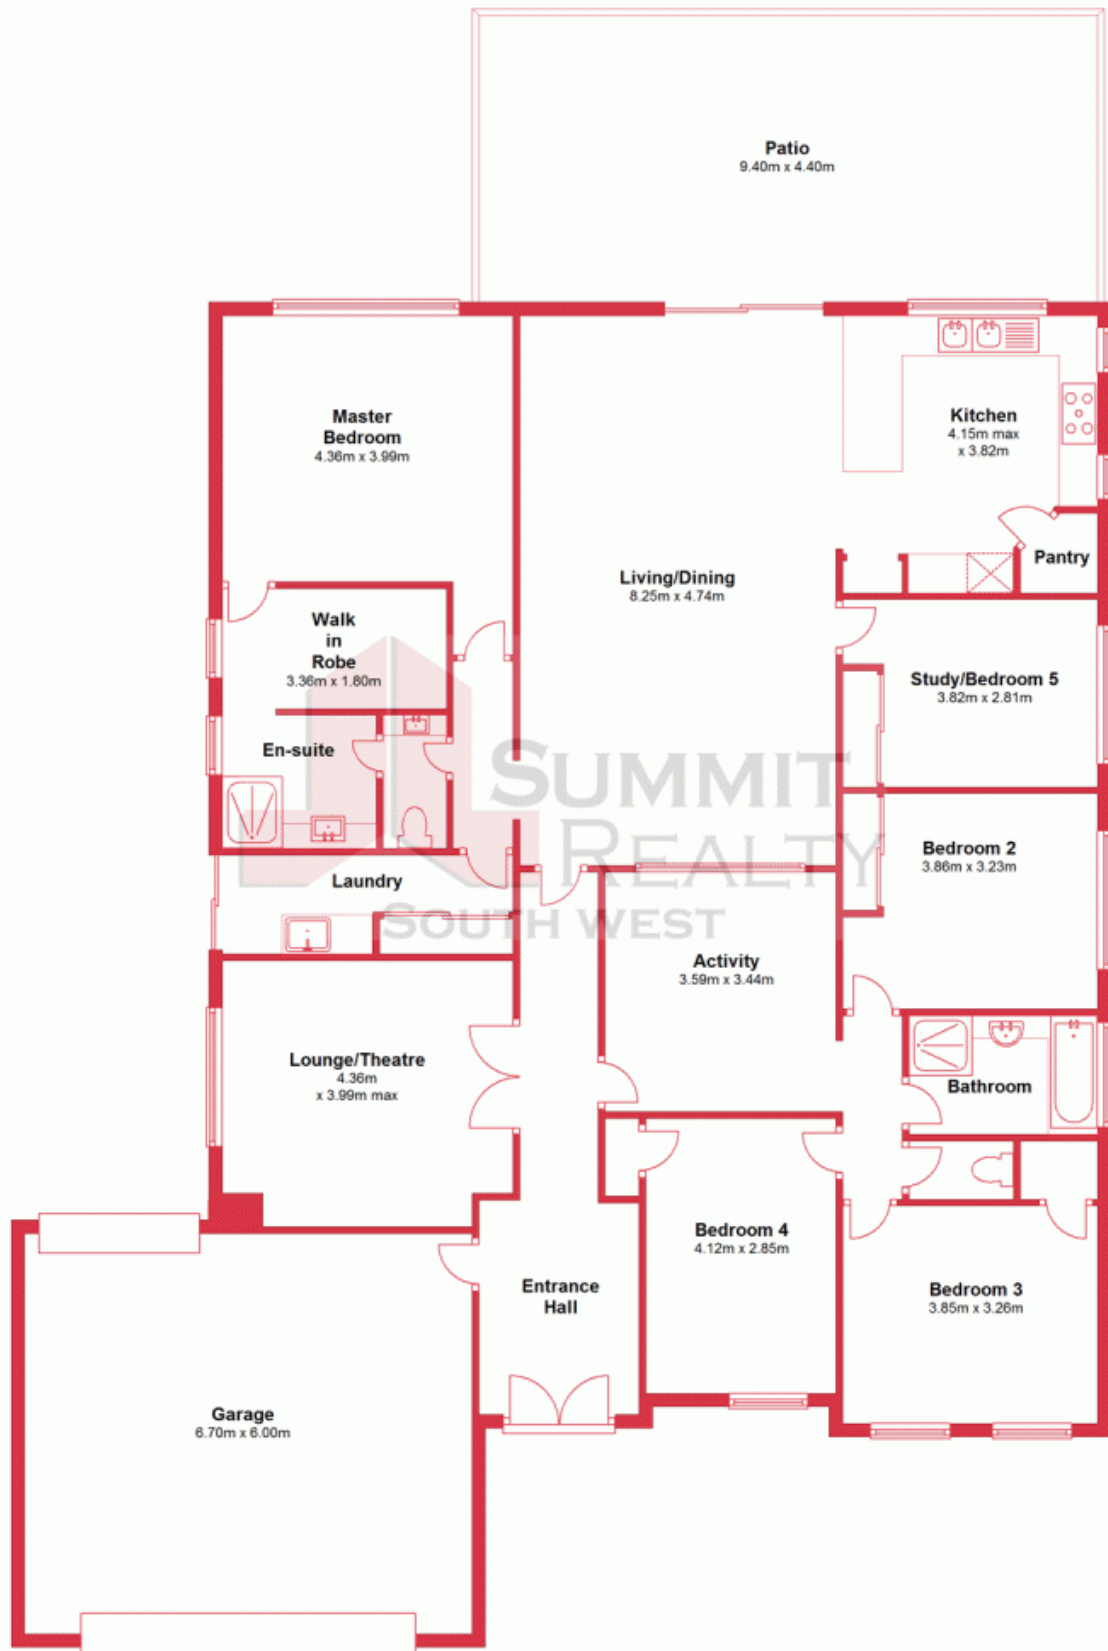 Patio
9.40m x 4.40m
Master
Bedroom
4.36m x 3.99m
Kitchen
4.15m max
x 3.82m
Pantry
Living/Dining
8.25m x 4.74m
Walk
in
Robe
3.36m x 1.80m
Study/Bedroom 5
3.82m x 2.81m
En-suite
SUMMIT
REALTY
SOUTH WEST
Bedroom 2
3.86m x 3.23m
Laundry
Activity
3.59m x 3.44m
Lounge/Theatre
4.36m
x 3.99m max
Bathroom
Bedroom 4
4.12m x 2.85m
Entrance
Hall
Bedroom 3
3.85m x 3.26m
Garage
6.70m x 6.00m